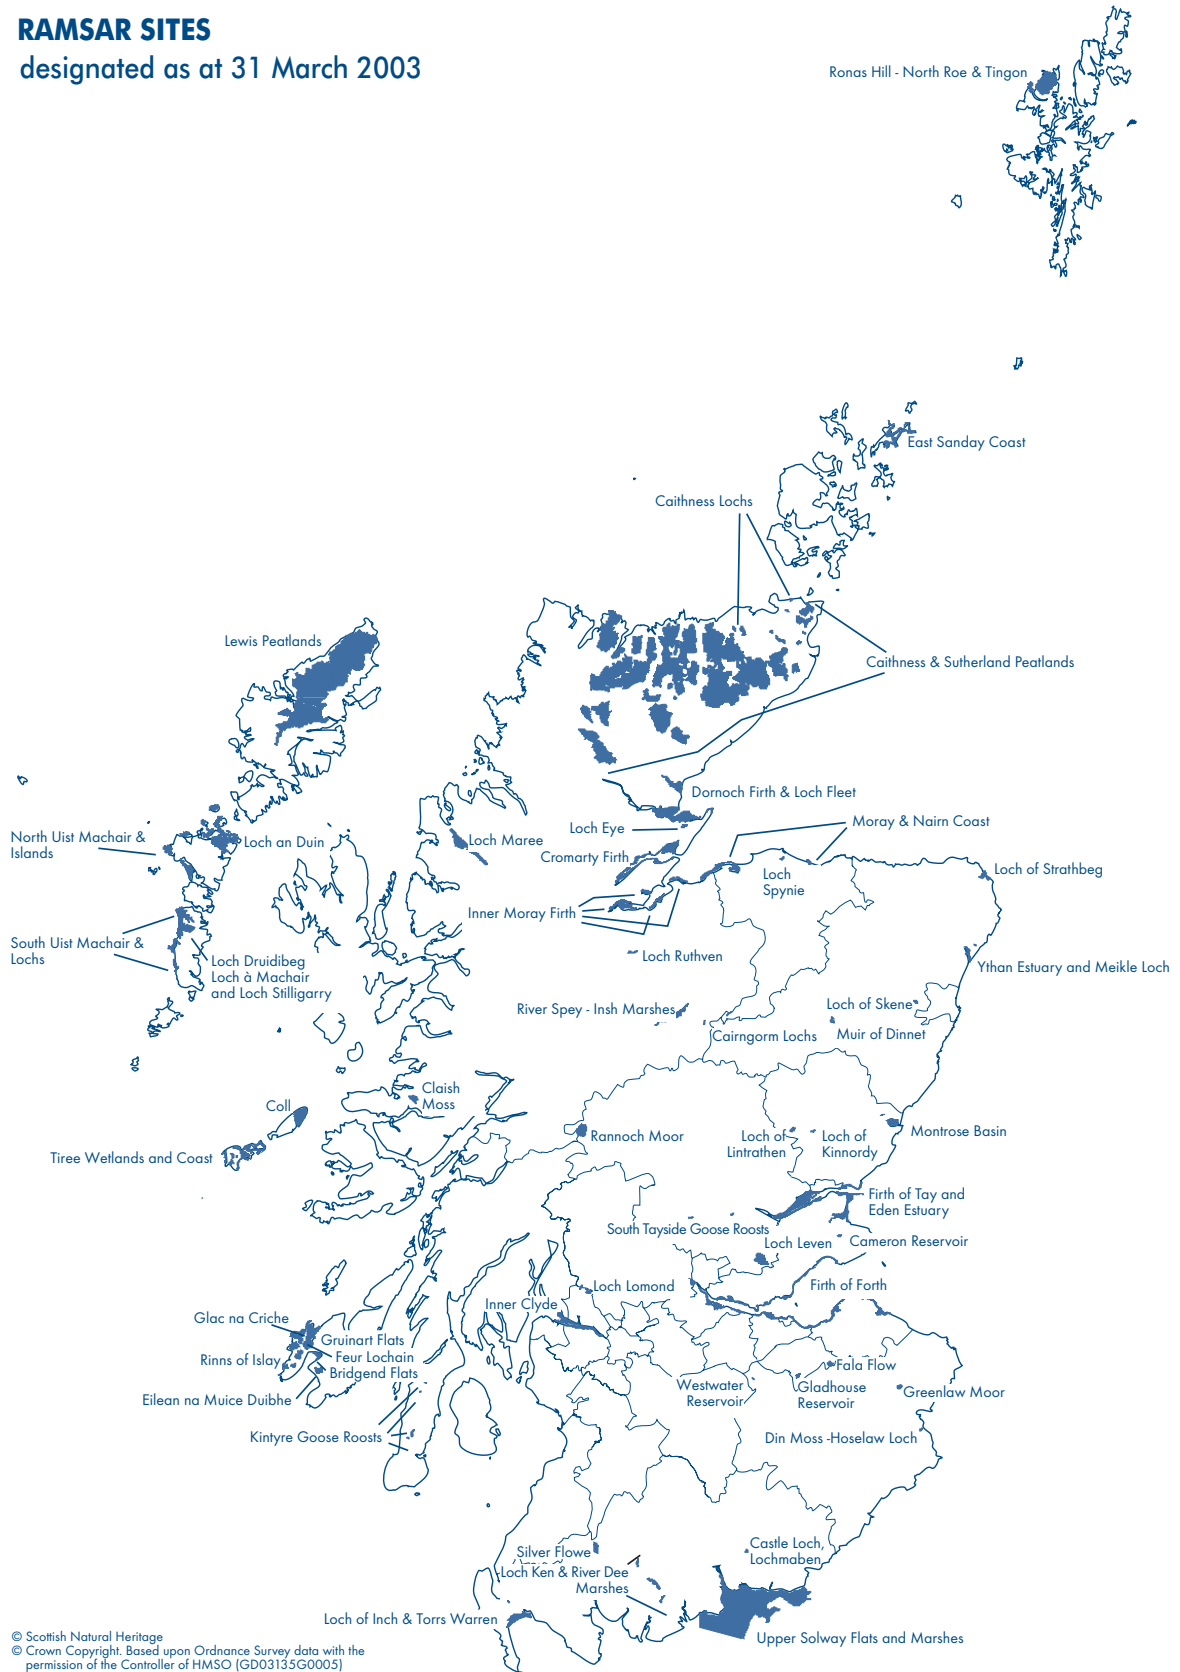 RAMSAR SITES
designated as at 31 March 2003
Ronas Hill - North Roe & Tingon
East Sanday Coast
Caithness Lochs
Lewis Peatlands
Caithness & Sutherland Peatlands
Dornoch Firth & Loch Fleet
Loch Eye
Moray & Nairn Coast
North Uist Machair &
Islands
Loch an Duin
Loch Maree
Cromarty Firth
Loch
Spynie
Loch of Strathbeg
Inner Moray Firth
South Uist Machair &
Lochs
Loch Druidibeg
Loch à Machair
and Loch Stilligarry
Loch Ruthven
Ythan Estuary and Meikle Loch
River Spey - Insh Marshes
Loch of Skene
Cairngorm Lochs
Muir of Dinnet
Claish
Moss
Coll
Rannoch Moor
Loch of
Lintrathen
Loch of
Kinnordy
Montrose Basin
Tiree Wetlands and Coast
Firth of Tay and
Eden Estuary
South Tayside Goose Roosts
Loch Leven
Cameron Reservoir
Loch Lomond
Firth of Forth
Inner Clyde
Glac na Criche
Gruinart Flats
Rinns of Islay
Feur Lochain
Bridgend Flats
Fala Flow
Westwater
Reservoir
Gladhouse
Reservoir
Greenlaw Moor
Eilean na Muice Duibhe
Kintyre Goose Roosts
Din Moss -Hoselaw Loch
Silver Flowe
Castle Loch,
Lochmaben
Loch Ken & River Dee
Marshes
Loch of Inch & Torrs Warren
Upper Solway Flats and Marshes
© Scottish Natural Heritage
© Crown Copyright. Based upon Ordnance Survey data with the
permission of the Controller of HMSO (GD03135G0005)